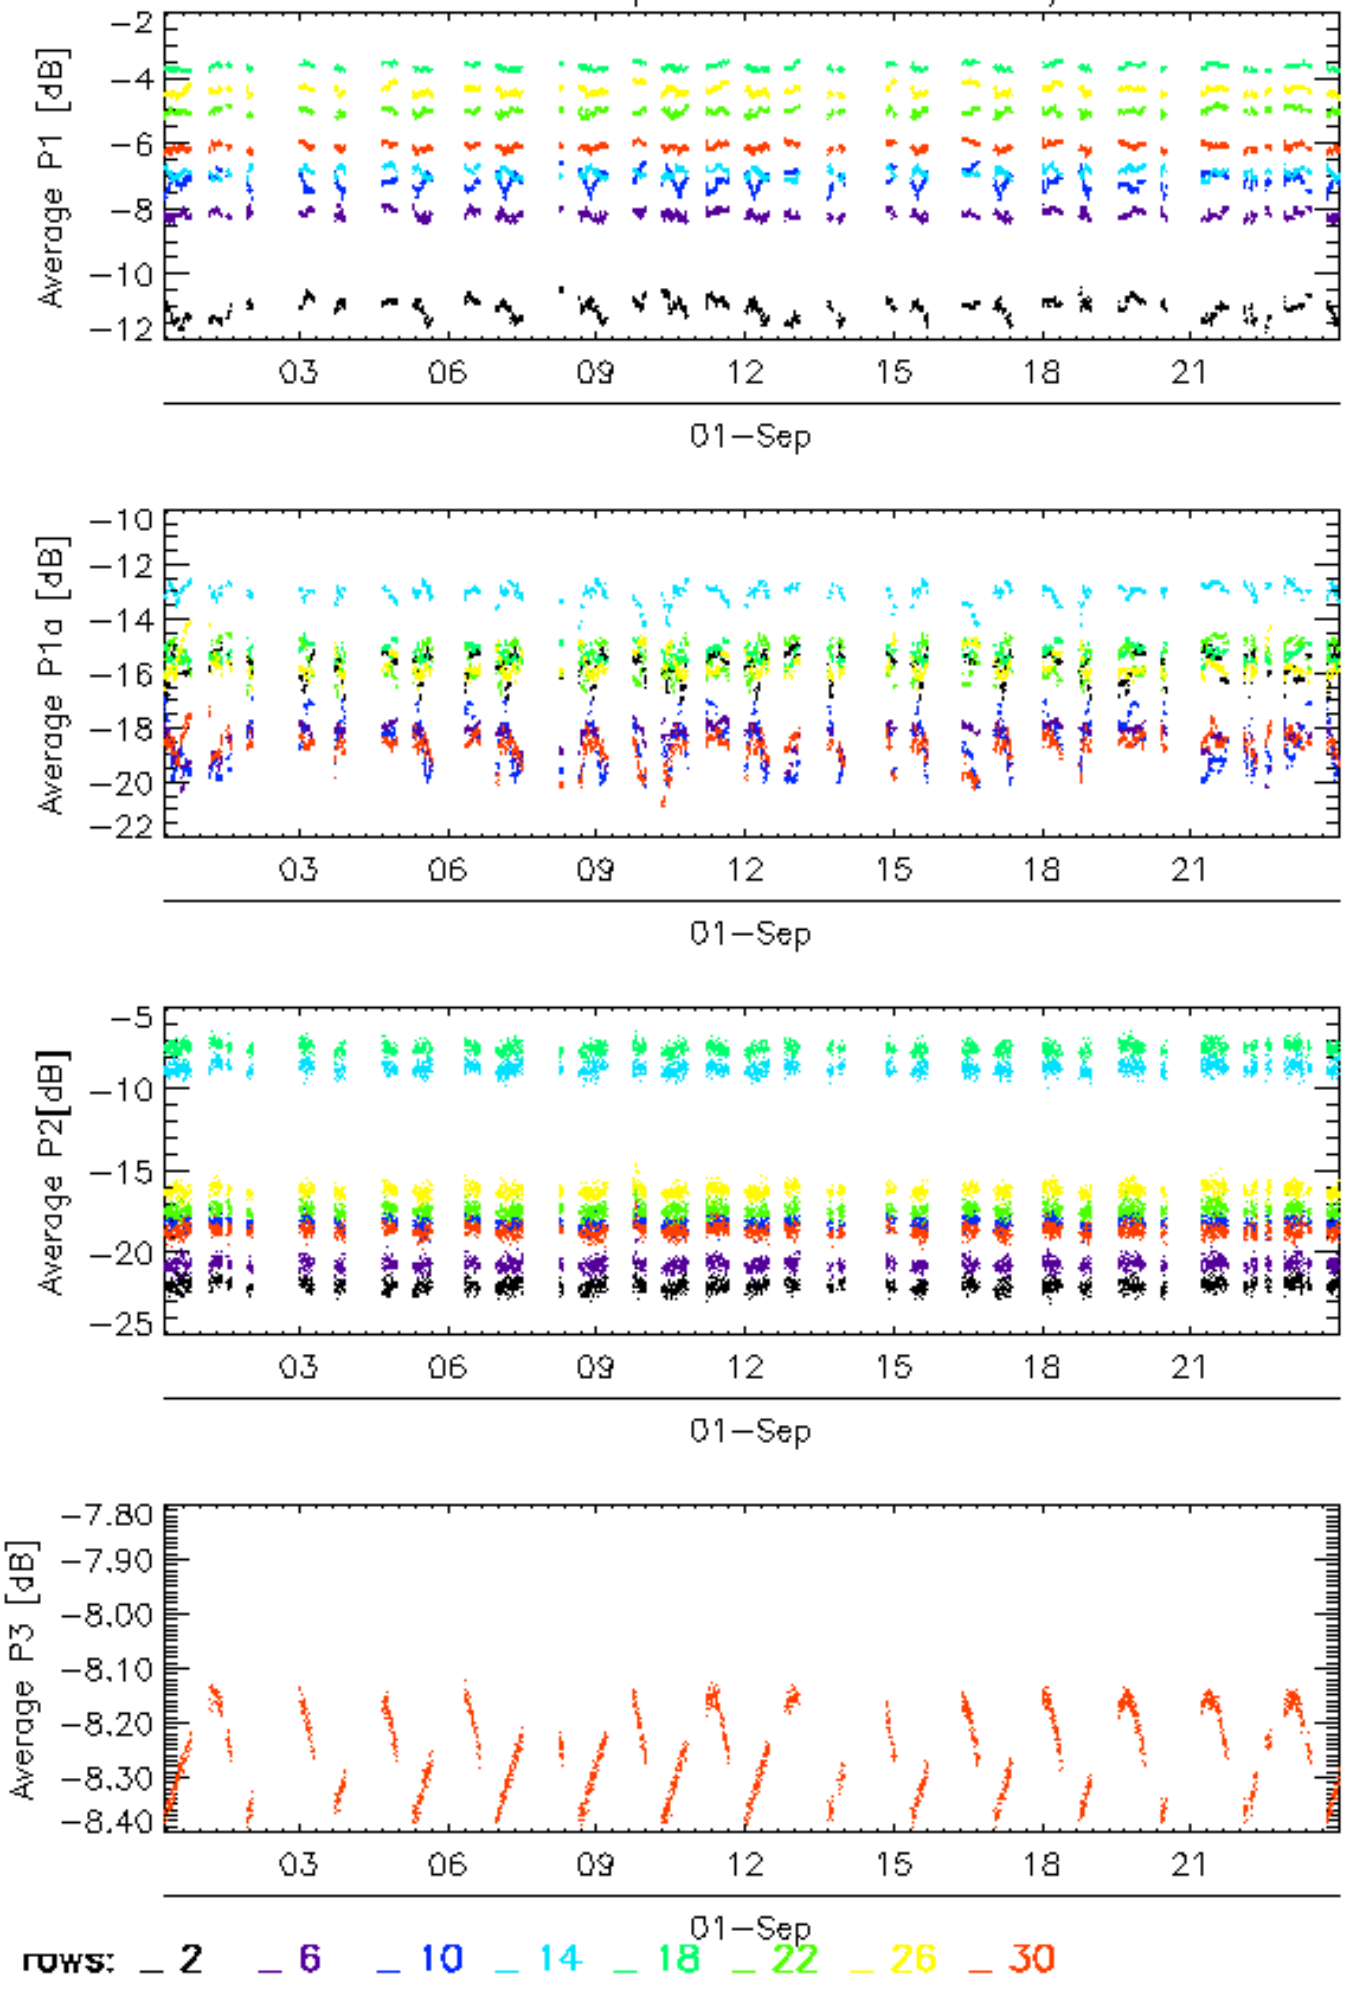 Average P1 [dB]
−2
−4
−6
−8
−10
−12
03 06 09 12 15 18 21
01−Sep
Average P1a [dB]
−10
−12
−14
−16
−18
−20
−22
03 06 09 12 15 18 21
01−Sep
Average P2[dB]
−5
−10
−15
−20
−25
03 06 09 12 15 18 21
01−Sep
Average P3 [dB]
−7.80
−7.90
−8.00
−8.10
−8.20
−8.30
−8.40
03 06 09 12 15 18 21
01−Sep
rows: _ 2 _ 6 _ 10 _ 14 _ 18 _ 22 _ 26 _ 30